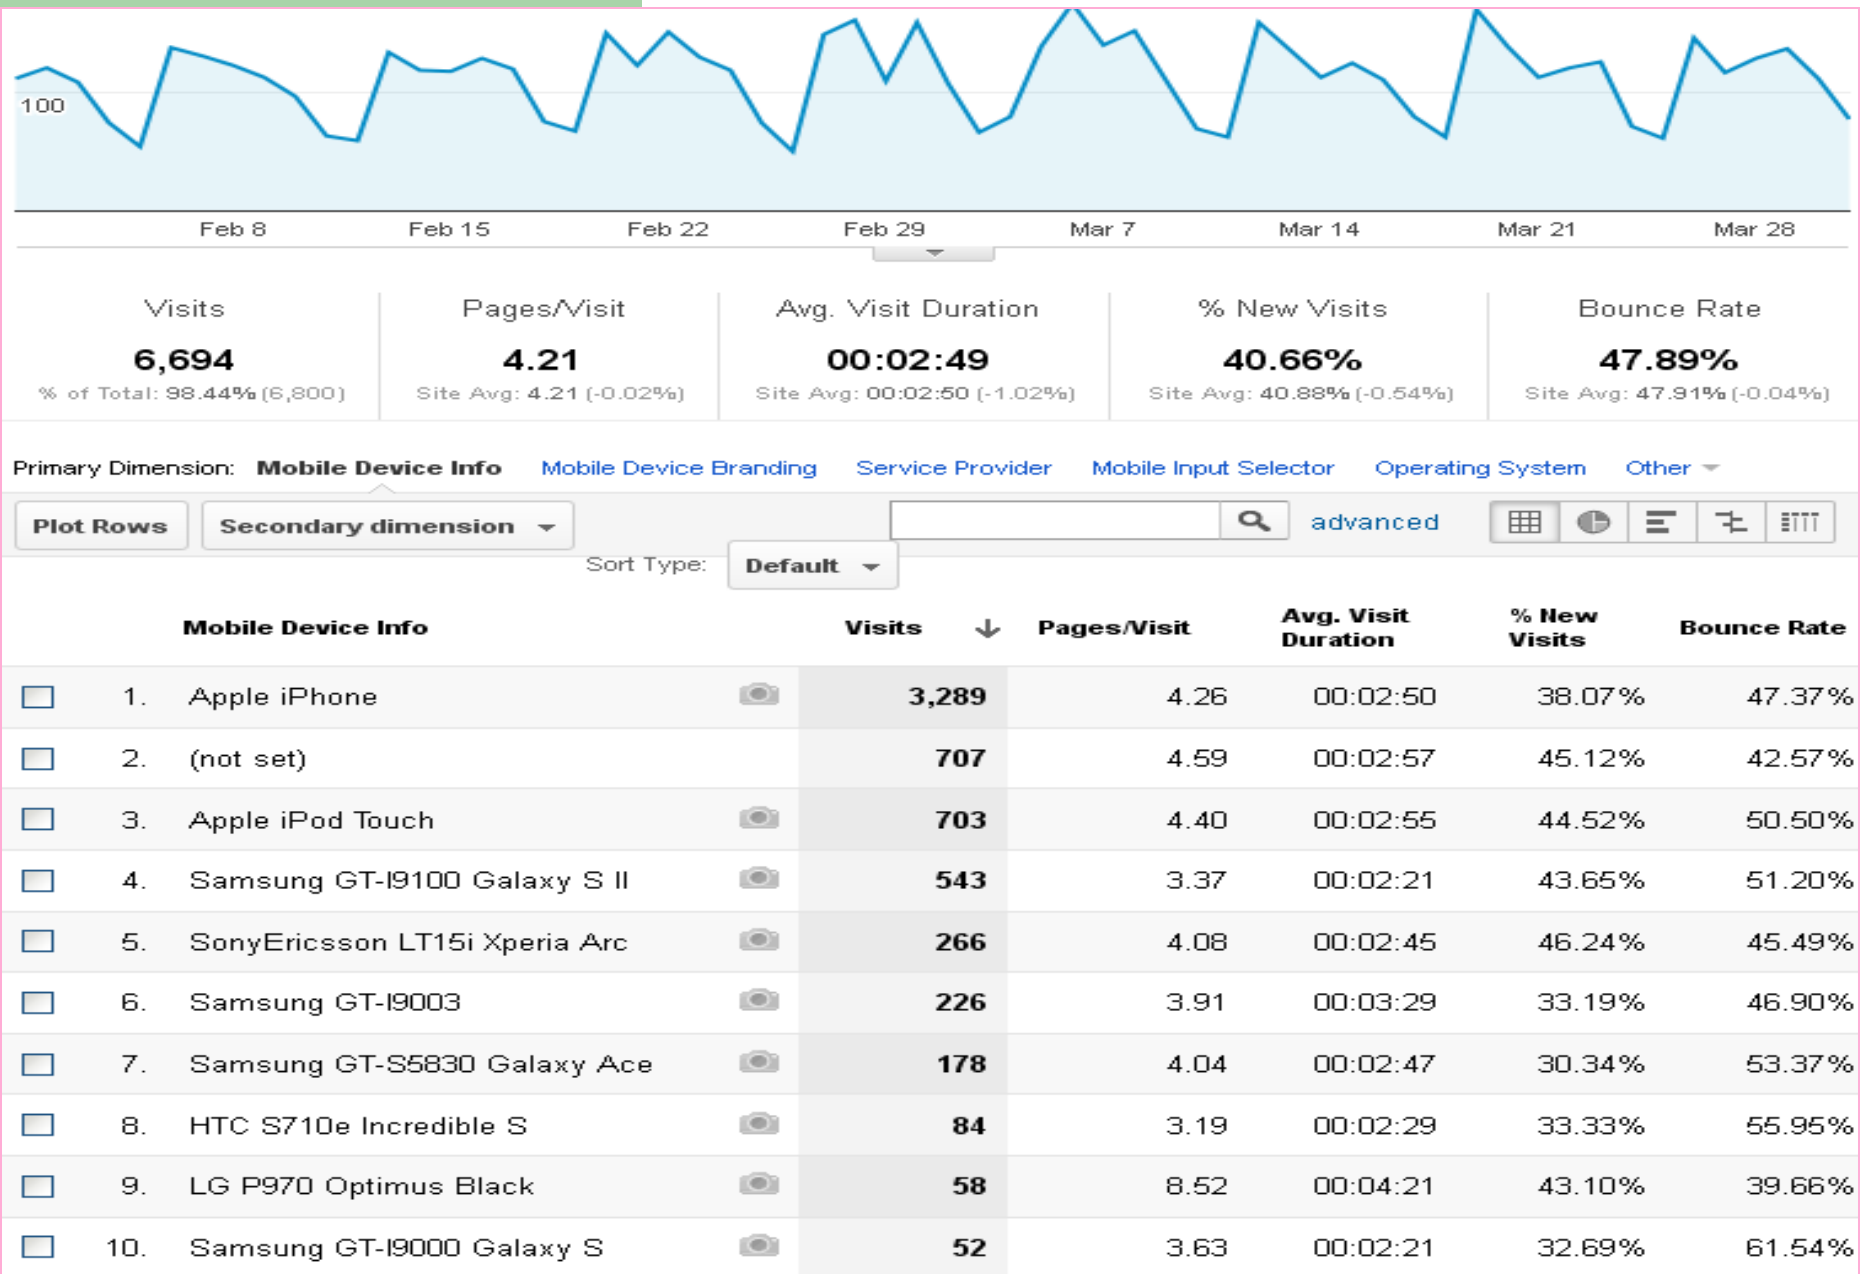 100
Feb 8 Feb 15 Feb 22 Feb 29 Mar 7 Mar 14 Mar 21 Mar 28
Visits Pages/Visit Avg. Visit Duration % New Visits Bounce Rate
6,694 4.21 00:02:49 40.66% 47.89%
% of Total: 98.44% (6,800) Site Avg: 4.21 (-0.02%) Site Avg: 00:02:50 (-1.02%) Site Avg: 40.88% (-0.54%) Site Avg: 47.91% (-0.04%)
Primary Dimension: Mobile Device Info Mobile Device Branding Service Provider Mobile Input Selector Operating System Other
Plot Rows Secondary dimension advanced
Sort Type: Default
Mobile Device Info Visits Pages/Visit Avg. Visit Duration % New Visits Bounce Rate
1. Apple iPhone 3,289 4.26 00:02:50 38.07% 47.37%
2. (not set) 707 4.59 00:02:57 45.12% 42.57%
3. Apple iPod Touch 703 4.40 00:02:55 44.52% 50.50%
4. Samsung GT-I9100 Galaxy S II 543 3.37 00:02:21 43.65% 51.20%
5. SonyEricsson LT15i Xperia Arc 266 4.08 00:02:45 46.24% 45.49%
6. Samsung GT-I9003 226 3.91 00:03:29 33.19% 46.90%
7. Samsung GT-S5830 Galaxy Ace 178 4.04 00:02:47 30.34% 53.37%
8. HTC S710e Incredible S 84 3.19 00:02:29 33.33% 55.95%
9. LG P970 Optimus Black 58 8.52 00:04:21 43.10% 39.66%
10. Samsung GT-I9000 Galaxy S 52 3.63 00:02:21 32.69% 61.54%